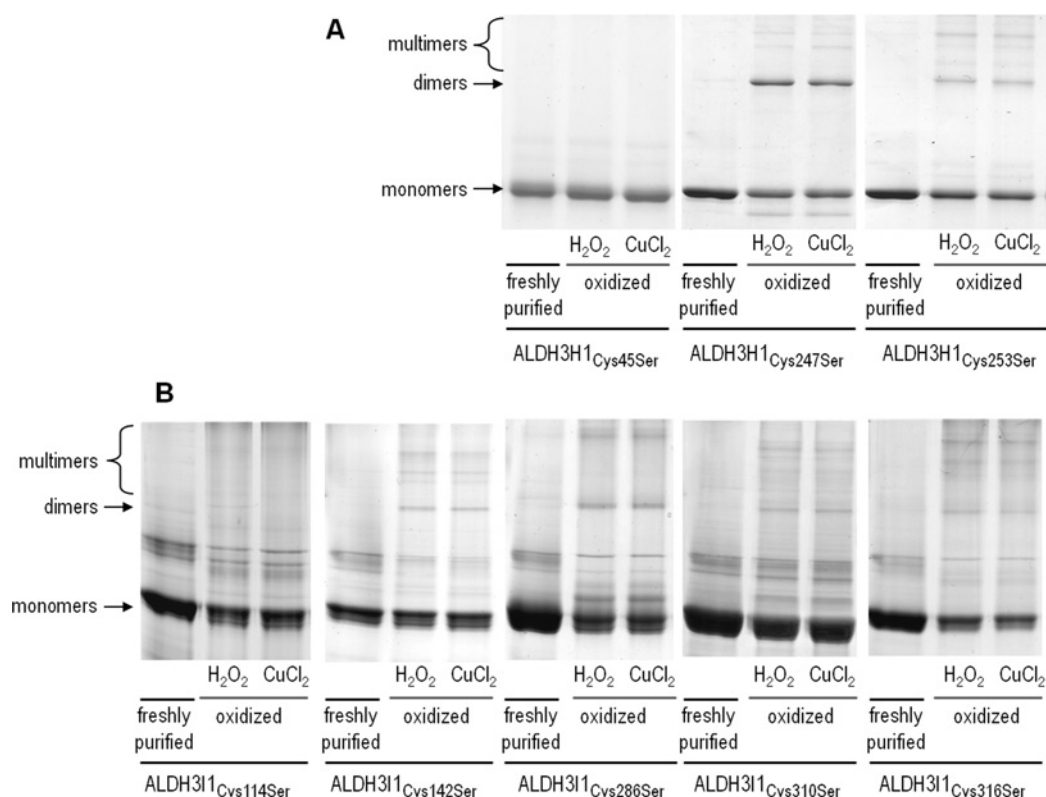 A
multimers
dimers
monomers
H₂O₂ CuCl₂ H₂O₂ CuCl₂ H₂O₂ CuCl₂
freshly purified oxidized freshly purified oxidized freshly purified oxidized
ALDH3H1Cys45Ser ALDH3H1Cys247Ser ALDH3H1Cys253Ser
B
multimers
dimers
monomers
H₂O₂ CuCl₂ H₂O₂ CuCl₂ H₂O₂ CuCl₂ H₂O₂ CuCl₂ H₂O₂ CuCl₂
freshly purified oxidized freshly purified oxidized freshly purified oxidized freshly purified oxidized freshly purified oxidized
ALDH3I1Cys114Ser ALDH3I1Cys142Ser ALDH3I1Cys286Ser ALDH3I1Cys310Ser ALDH3I1Cys316Ser